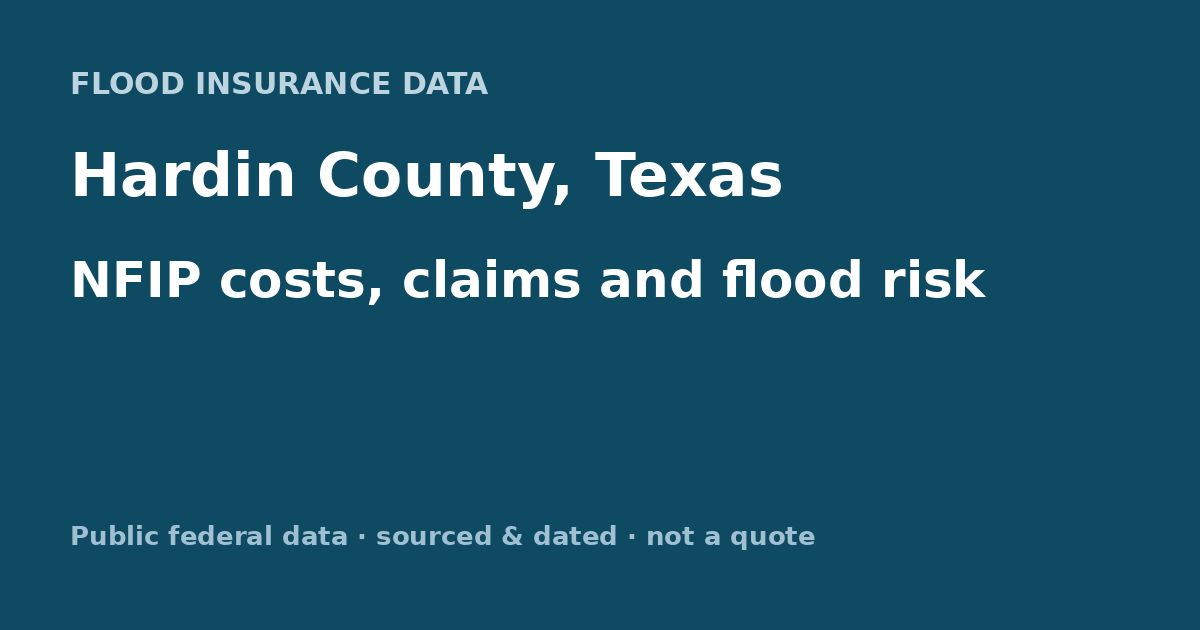 FLOOD INSURANCE DATA
Hardin County, Texas
NFIP costs, claims and flood risk
Public federal data · sourced & dated · not a quote